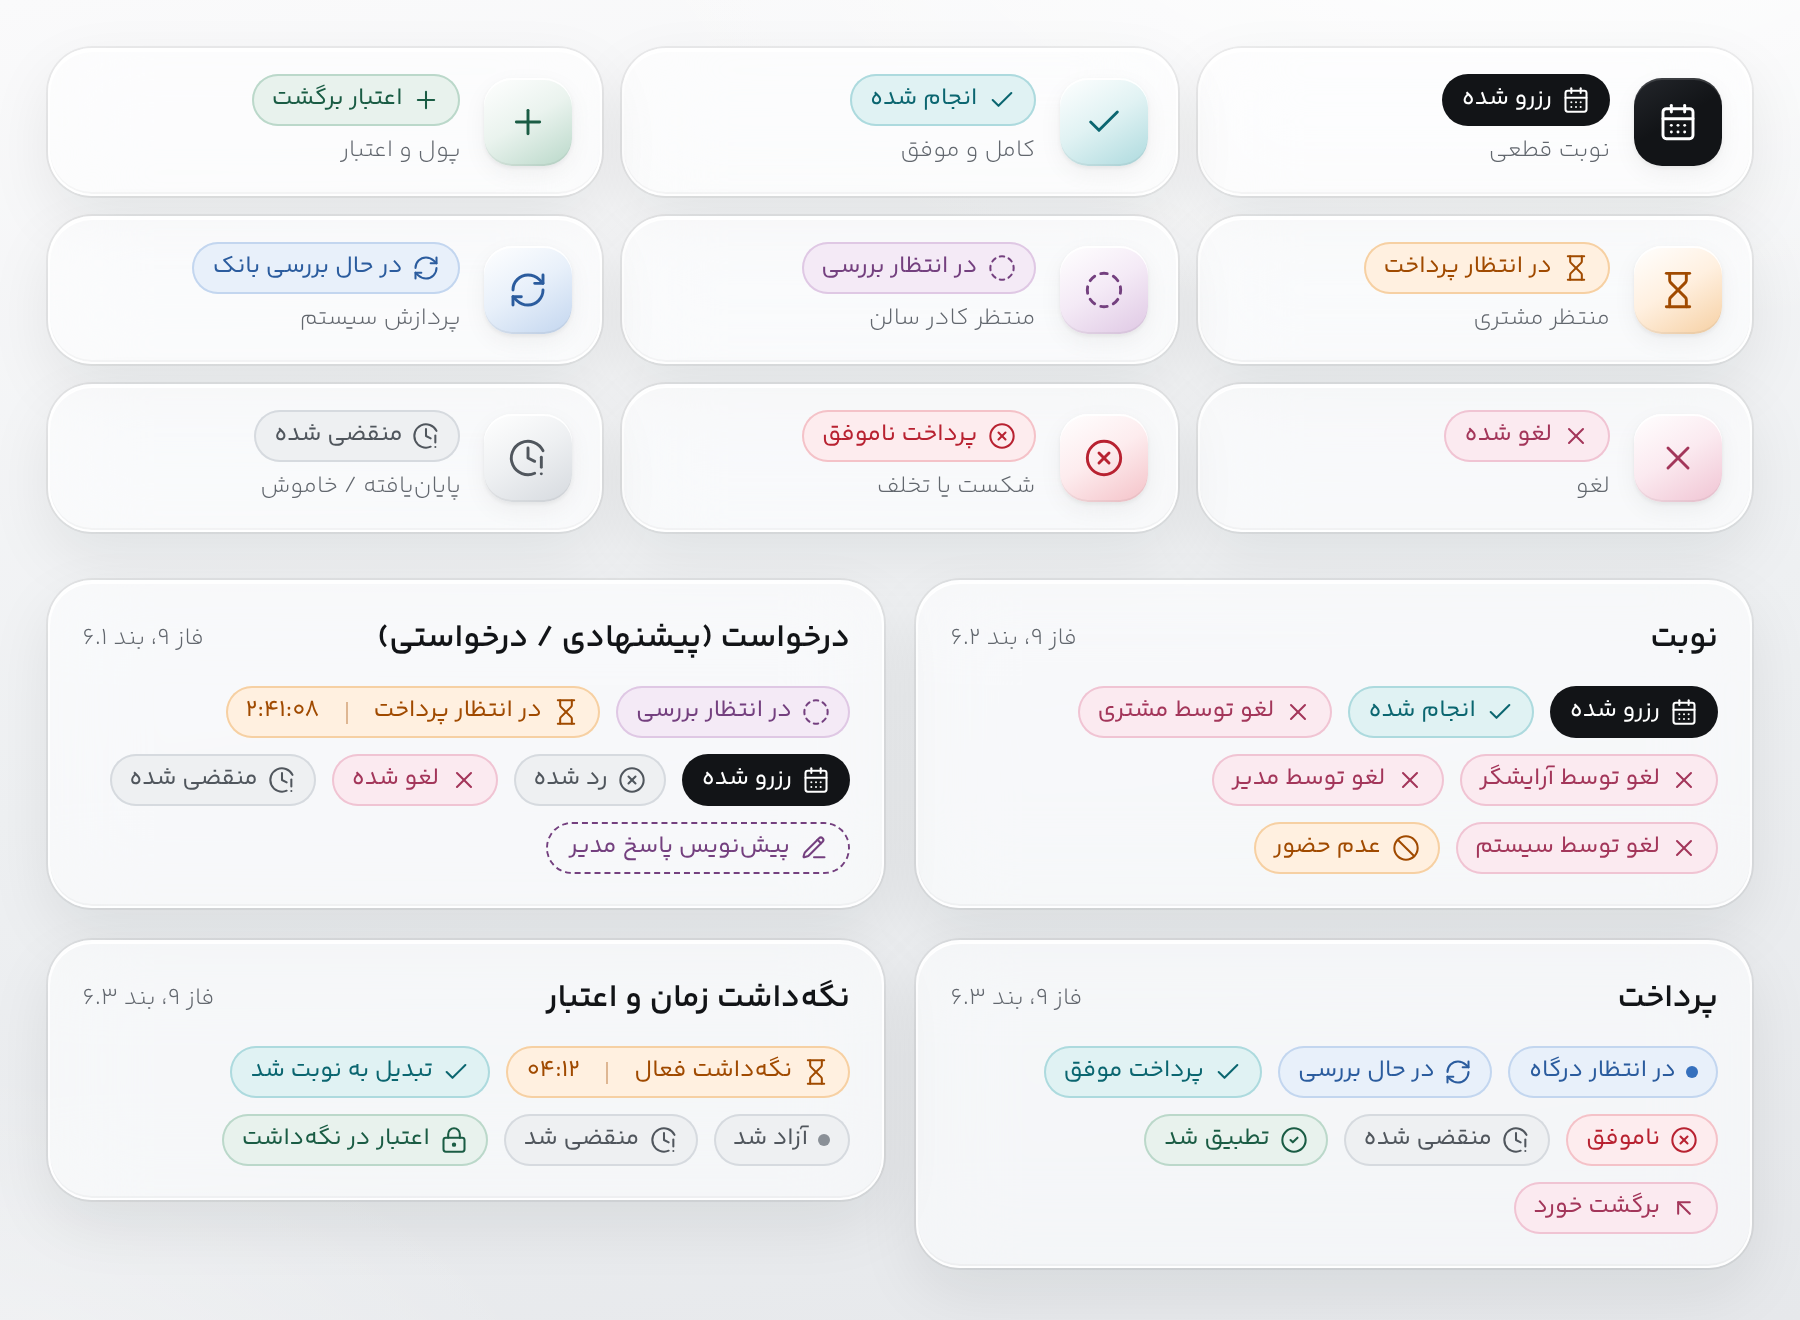 رزرو شده
نوبت قطعی
انجام شده
کامل و موفق
اعتبار برگشت
پول و اعتبار
در انتظار پرداخت
منتظر مشتری
در انتظار بررسی
منتظر کادر سالن
در حال بررسی بانک
پردازش سیستم
لغو شده
لغو
پرداخت ناموفق
شکست یا تخلف
منقضی شده
پایان‌یافته / خاموش
نوبت
فاز ۹، بند ۶.۲
رزرو شده
انجام شده
لغو توسط مشتری
لغو توسط آرایشگر
لغو توسط مدیر
لغو توسط سیستم
عدم حضور
درخواست (پیشنهادی / درخواستی)
فاز ۹، بند ۶.۱
در انتظار بررسی
در انتظار پرداخت | ۲:۴۱:۰۸
رزرو شده
رد شده
لغو شده
منقضی شده
پیش‌نویس پاسخ مدیر
پرداخت
فاز ۹، بند ۶.۳
در انتظار درگاه
در حال بررسی
پرداخت موفق
ناموفق
منقضی شده
تطبیق شد
برگشت خورد
نگه‌داشت زمان و اعتبار
فاز ۹، بند ۶.۳
نگه‌داشت فعال | ۰۴:۱۲
تبدیل به نوبت شد
آزاد شد
منقضی شد
اعتبار در نگه‌داشت